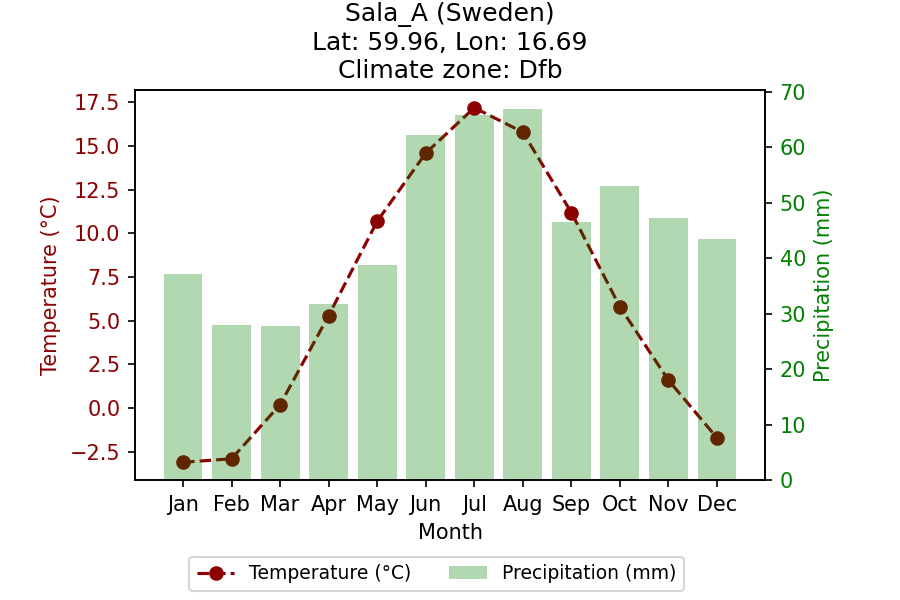 Sala_A (Sweden)
Lat: 59.96, Lon: 16.69
Climate zone: Dfb
Temperature (°C)
17.5
15.0
12.5
10.0
7.5
5.0
2.5
0.0
−2.5
70
60
50
40
30
20
10
0
Precipitation (mm)
Jan Feb Mar Apr May Jun Jul Aug Sep Oct Nov Dec
Month
Temperature (°C) Precipitation (mm)